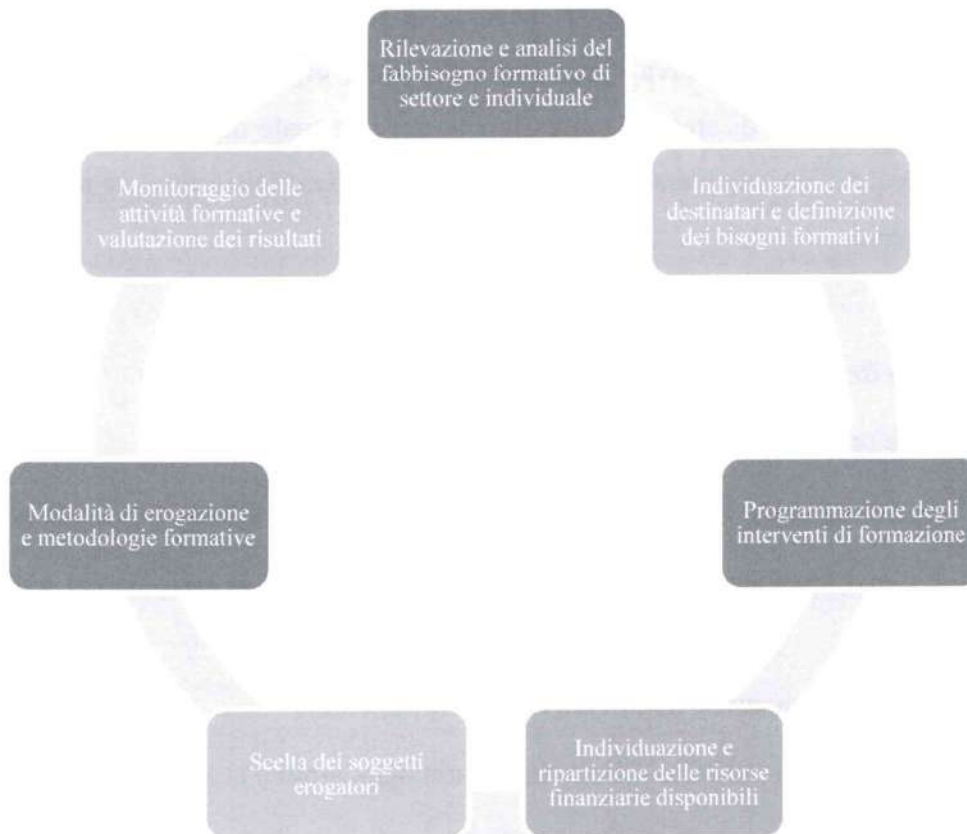 Rilevazione e analisi del
fabbisogno formativo di
settore e individuale
Individuazione dei
destinatari e definizione
dei bisogni formativi
Programmazione degli
interventi di formazione
Individuazione e
ripartizione delle risorse
finanziarie disponibili
Scelta dei soggetti
erogatori
Modalità di erogazione
e metodologie formative
Monitoraggio delle
attività formative e
valutazione dei risultati